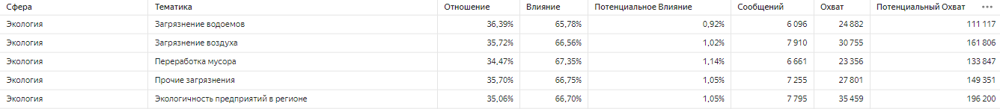 Сфера Тематика Отношение Влияние Потенциальное Влияние Сообщений Охват Потенциальный Охват
Экология Загрязнение водоемов 36,39% 65,78% 0,92% 6 096 24 882 111 117
Экология Загрязнение воздуха 35,72% 66,56% 1,02% 7 910 30 755 161 806
Экология Переработка мусора 34,47% 67,35% 1,14% 6 661 23 356 133 847
Экология Прочие загрязнения 35,70% 66,75% 1,05% 7 255 27 801 149 351
Экология Экологичность предприятий в регионе 35,06% 66,70% 1,05% 7 795 35 459 196 200